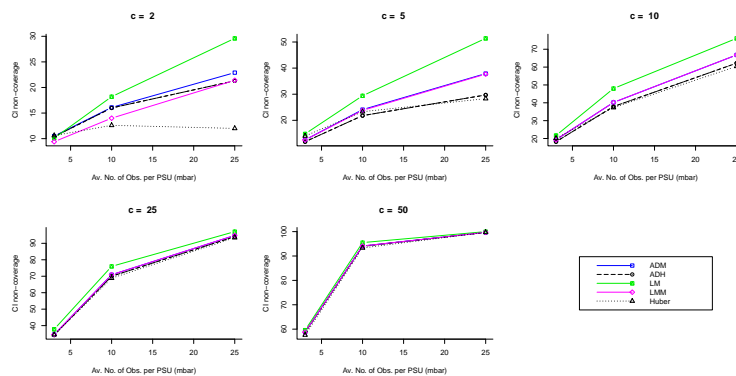 c = 2
CI non-coverage
30
25
20
15
10
5 10 15 20 25
Av. No. of Obs. per PSU (mbar)
c = 5
CI non-coverage
50
40
30
20
5 10 15 20 25
Av. No. of Obs. per PSU (mbar)
c = 10
CI non-coverage
70
60
50
40
30
20
5 10 15 20 25
Av. No. of Obs. per PSU (mbar)
c = 25
CI non-coverage
90
80
70
60
50
40
5 10 15 20 25
Av. No. of Obs. per PSU (mbar)
c = 50
CI non-coverage
100
90
80
70
60
5 10 15 20 25
Av. No. of Obs. per PSU (mbar)
ADM
ADH
LM
LMM
Huber